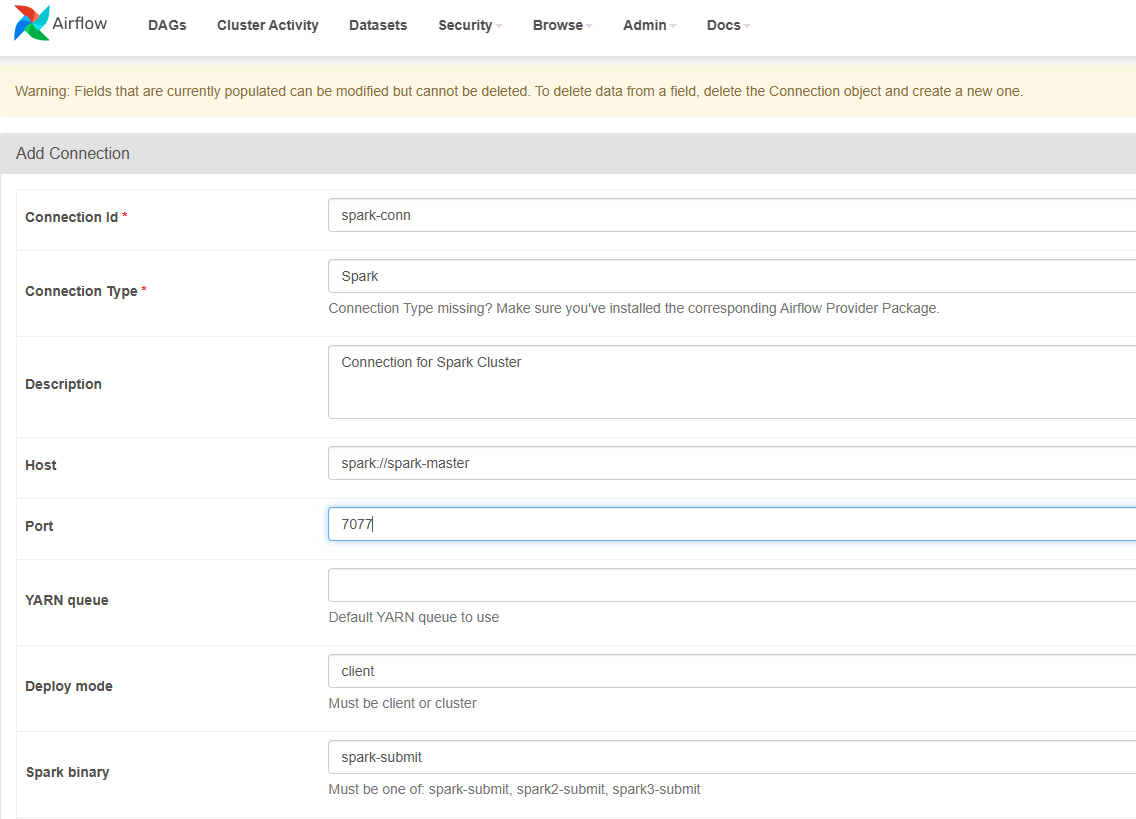 Airflow DAGs Cluster Activity Datasets Security Browse Admin Docs
Warning: Fields that are currently populated can be modified but cannot be deleted. To delete data from a field, delete the Connection object and create a new one.
Add Connection
Connection Id * spark-conn
Connection Type * Spark
Connection Type missing? Make sure you've installed the corresponding Airflow Provider Package.
Description Connection for Spark Cluster
Host spark://spark-master
Port 7077
YARN queue
Default YARN queue to use
Deploy mode client
Must be client or cluster
Spark binary spark-submit
Must be one of: spark-submit, spark2-submit, spark3-submit